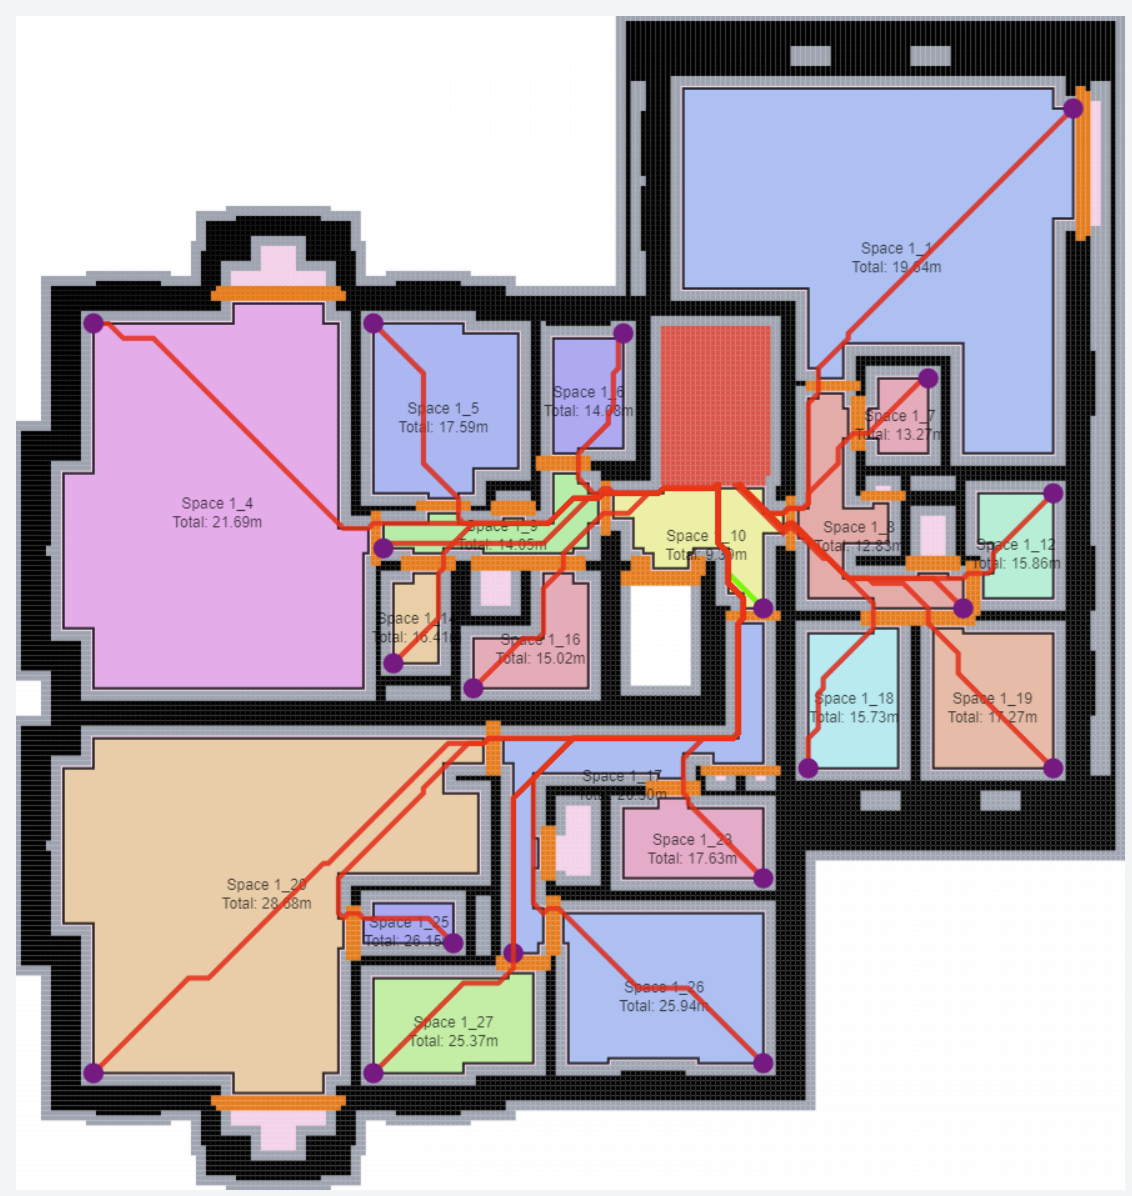 Space 1_1
Total: 19.64m
Space 1_5
Total: 17.59m
Space 1_6
Total: 14.08m
Space 1_7
Total: 13.27m
Space 1_4
Total: 21.69m
Space 1_9
Total: 14.05m
Space 1_10
Total:
Space 1_8
Total: 12.83m
Space 1_12
Total: 15.86m
Space 1_14
Total: 16.41m
Space 1_16
Total: 15.02m
Space 1_18
Total: 15.73m
Space 1_19
Total: 17.27m
Space 1_17
Total:
Space 1_23
Total: 17.63m
Space 1_20
Total: 28.68m
Space 1_25
Total: 26.15m
Space 1_26
Total: 25.94m
Space 1_27
Total: 25.37m